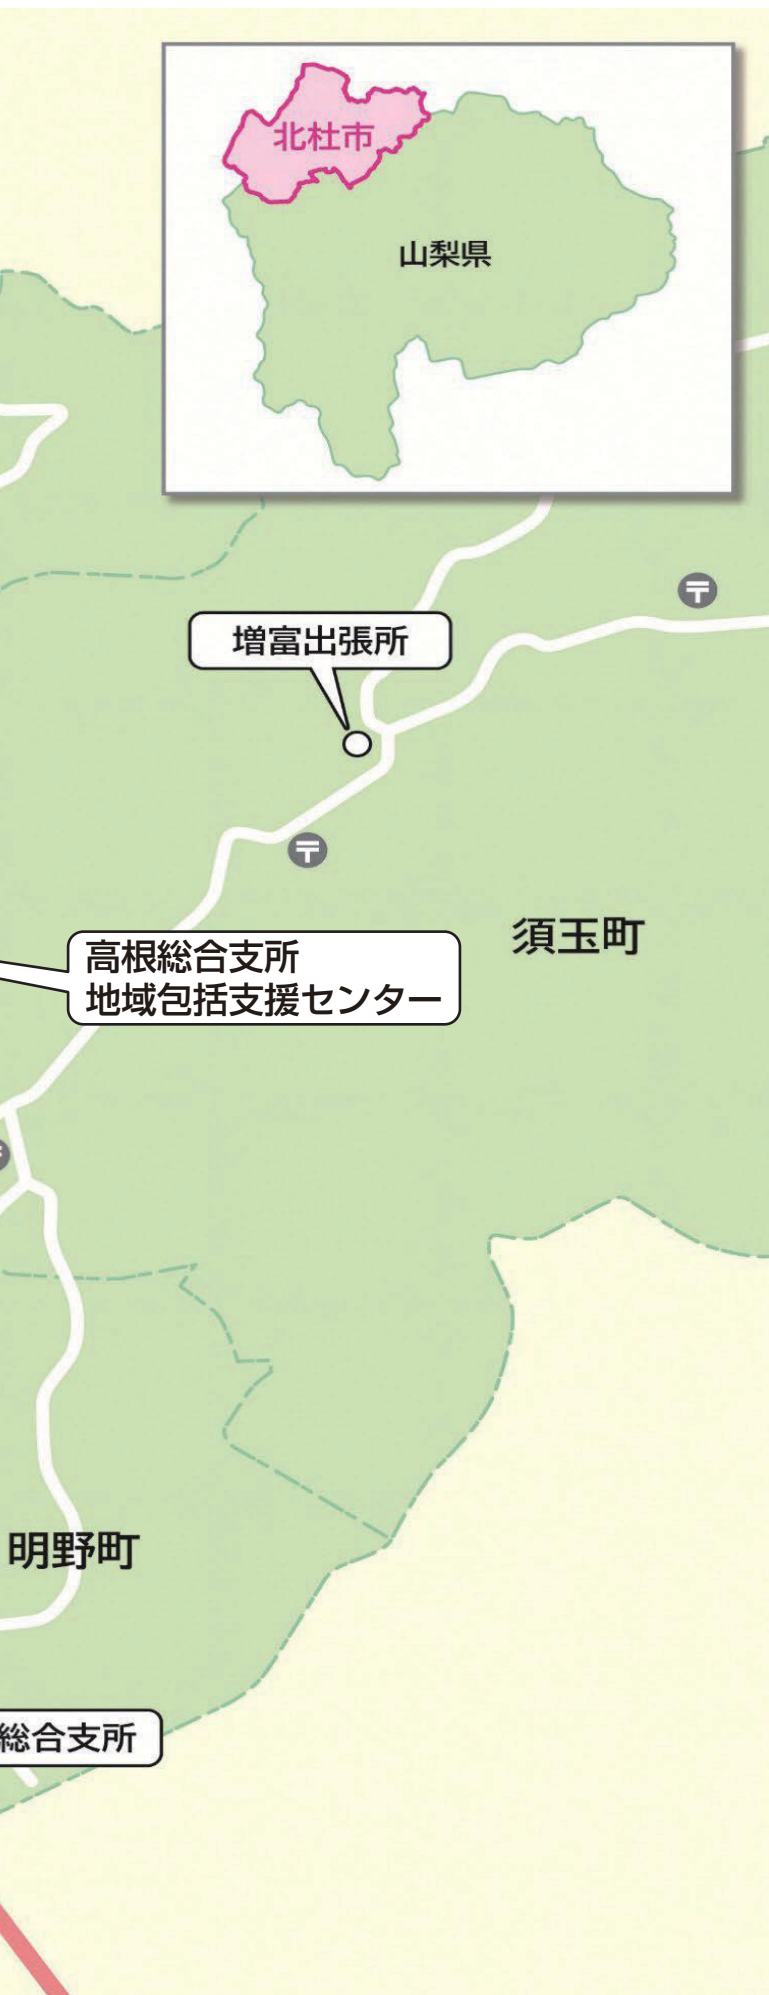 北杜市
山梨県
増富出張所
須玉町
高根総合支所
地域包括支援センター
明野町
総合支所